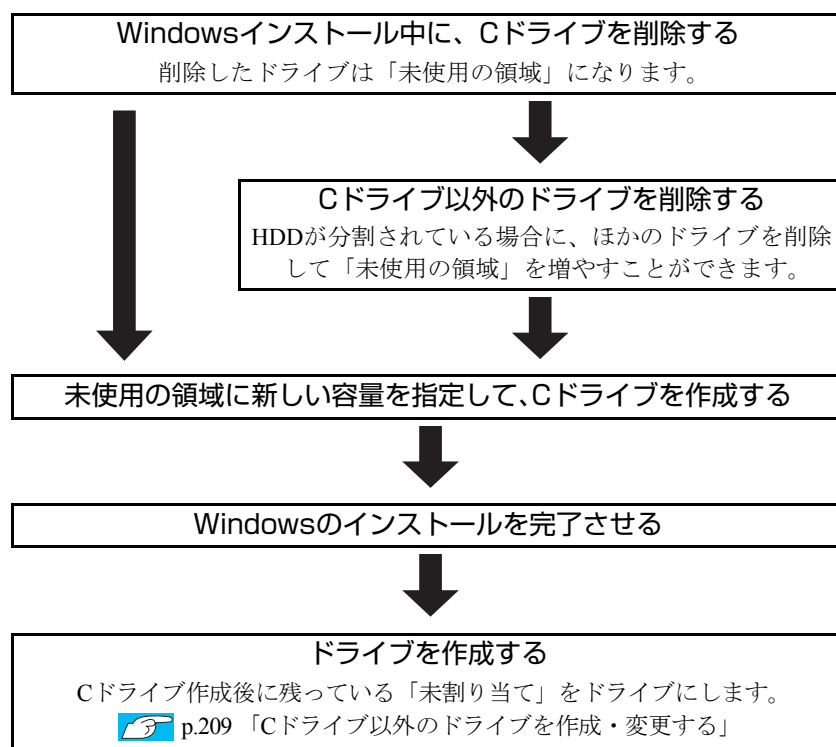 Windowsインストール中に、Cドライブを削除する
削除したドライブは「未使用の領域」になります。
Cドライブ以外のドライブを削除する
HDDが分割されている場合に、ほかのドライブを削除
して「未使用の領域」を増やすことができます。
未使用の領域に新しい容量を指定して、Cドライブを作成する
Windowsのインストールを完了させる
ドライブを作成する
Cドライブ作成後に残っている「未割り当て」をドライブにします。
p.209 「Cドライブ以外のドライブを作成・変更する」